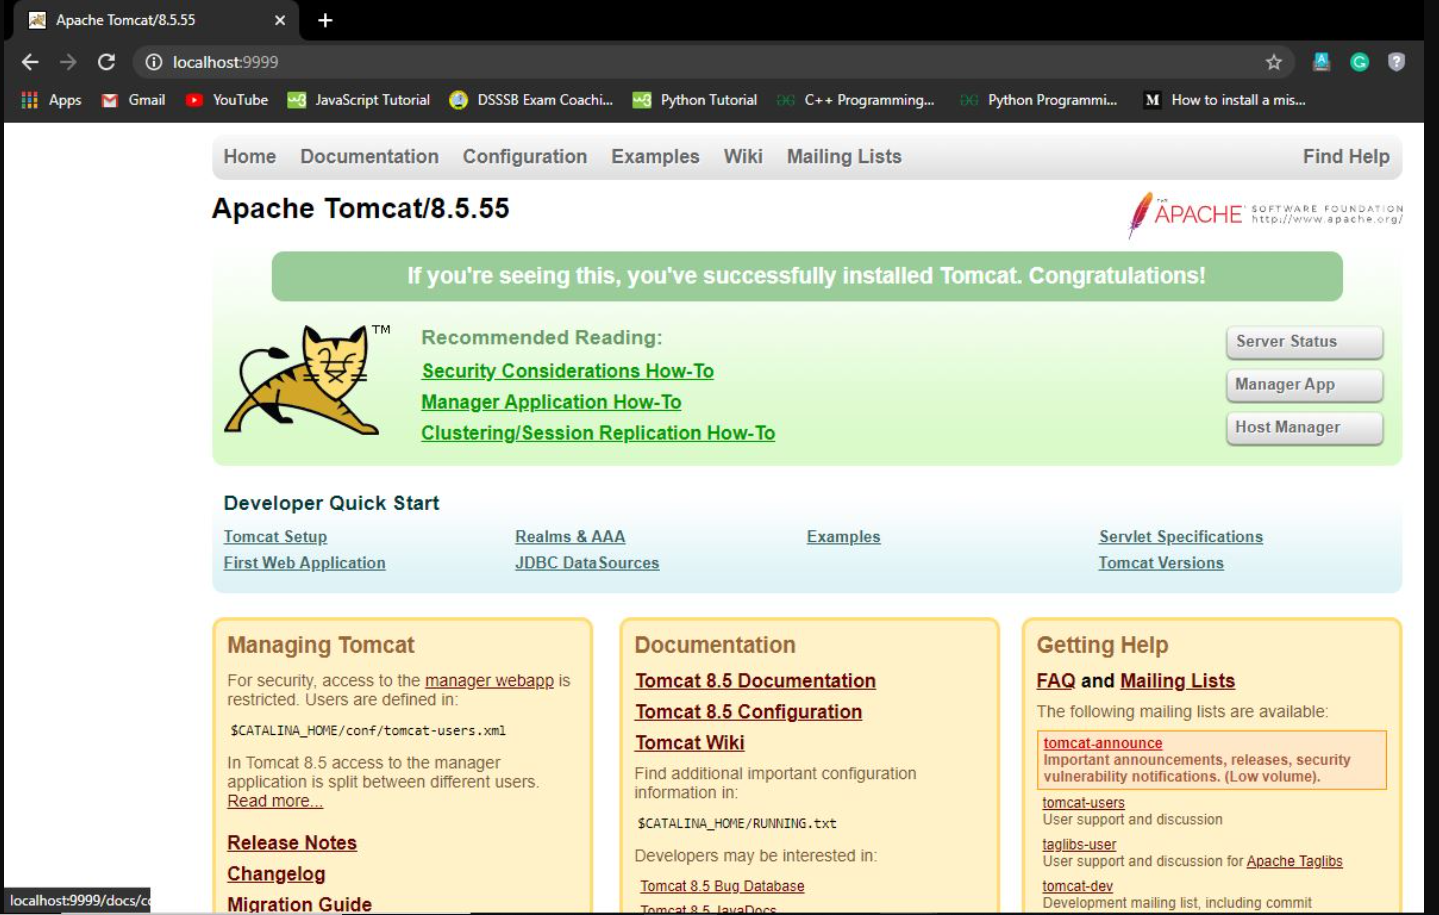 Apache Tomcat/8.5.55
localhost:9999
Apps Gmail YouTube JavaScript Tutorial DSSSB Exam Coachi... Python Tutorial C++ Programming... Python Programmi... How to install a mis...
Home Documentation Configuration Examples Wiki Mailing Lists Find Help
Apache Tomcat/8.5.55
THE APACHE SOFTWARE FOUNDATION
http://www.apache.org/
If you're seeing this, you've successfully installed Tomcat. Congratulations!
TM
Recommended Reading:
Security Considerations How-To
Manager Application How-To
Clustering/Session Replication How-To
Server Status
Manager App
Host Manager
Developer Quick Start
Tomcat Setup
First Web Application
Realms & AAA
JDBC DataSources
Examples
Servlet Specifications
Tomcat Versions
Managing Tomcat
For security, access to the manager webapp is
restricted. Users are defined in:
$CATALINA_HOME/conf/tomcat-users.xml
In Tomcat 8.5 access to the manager
application is split between different users.
Read more...
Release Notes
Changelog
Migration Guide
Documentation
Tomcat 8.5 Documentation
Tomcat 8.5 Configuration
Tomcat Wiki
Find additional important configuration
information in:
$CATALINA_HOME/RUNNING.txt
Developers may be interested in:
Tomcat 8.5 Bug Database
Tomcat 8.5 JavaDocs
Getting Help
FAQ and Mailing Lists
The following mailing lists are available:
tomcat-announce
Important announcements, releases, security
vulnerability notifications. (Low volume).
tomcat-users
User support and discussion
taglibs-user
User support and discussion for Apache Taglibs
tomcat-dev
Development mailing list, including commit
localhost:9999/docs/co